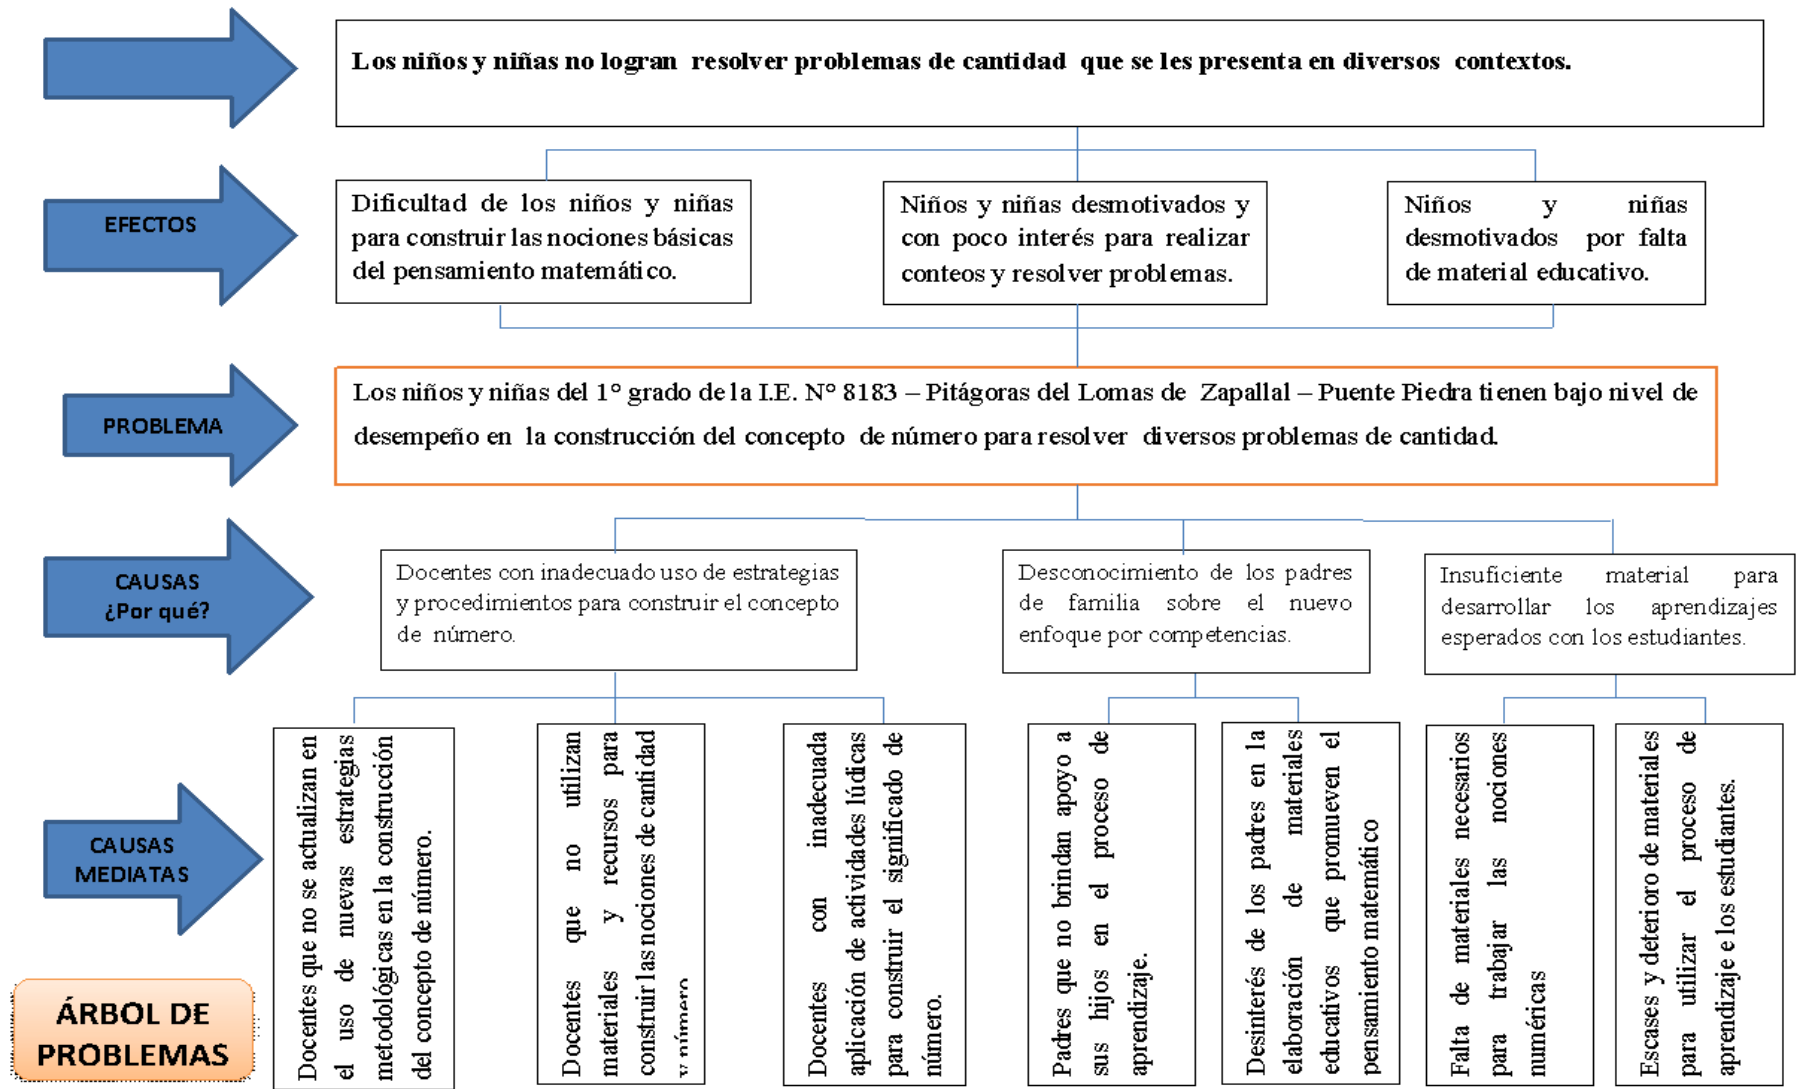 Los niños y niñas no logran resolver problemas de cantidad que se les presenta en diversos contextos.
EFECTOS
Dificultad de los niños y niñas
para construir las nociones básicas
del pensamiento matemático.
Niños y niñas desmotivados y
con poco interés para realizar
conteos y resolver problemas.
Niños y niñas
desmotivados por falta
de material educativo.
PROBLEMA
Los niños y niñas del 1° grado de la I.E. N° 8183 – Pitágoras del Lomas de Zapallal – Puente Piedra tienen bajo nivel de
desempeño en la construcción del concepto de número para resolver diversos problemas de cantidad.
CAUSAS
¿Por qué?
Docentes con inadecuado uso de estrategias
y procedimientos para construir el concepto
de número.
Desconocimiento de los padres
de familia sobre el nuevo
enfoque por competencias.
Insuficiente material para
desarrollar los aprendizajes
esperados con los estudiantes.
CAUSAS
MEDIATAS
Docentes que no se actualizan en
el uso de nuevas estrategias
metodológicas en la construcción
del concepto de número.
Docentes que no utilizan
materiales y recursos para
construir las nociones de cantidad
y número
Docentes con inadecuada
aplicación de actividades lúdicas
para construir el significado de
número.
Padres que no brindan apoyo a
sus hijos en el proceso de
aprendizaje.
Desinterés de los padres en la
elaboración de materiales
educativos que promueven el
pensamiento matemático
Falta de materiales necesarios
para trabajar las nociones
numéricas
Escases y deterioro de materiales
para utilizar el proceso de
aprendizaje e los estudiantes.
ÁRBOL DE
PROBLEMAS